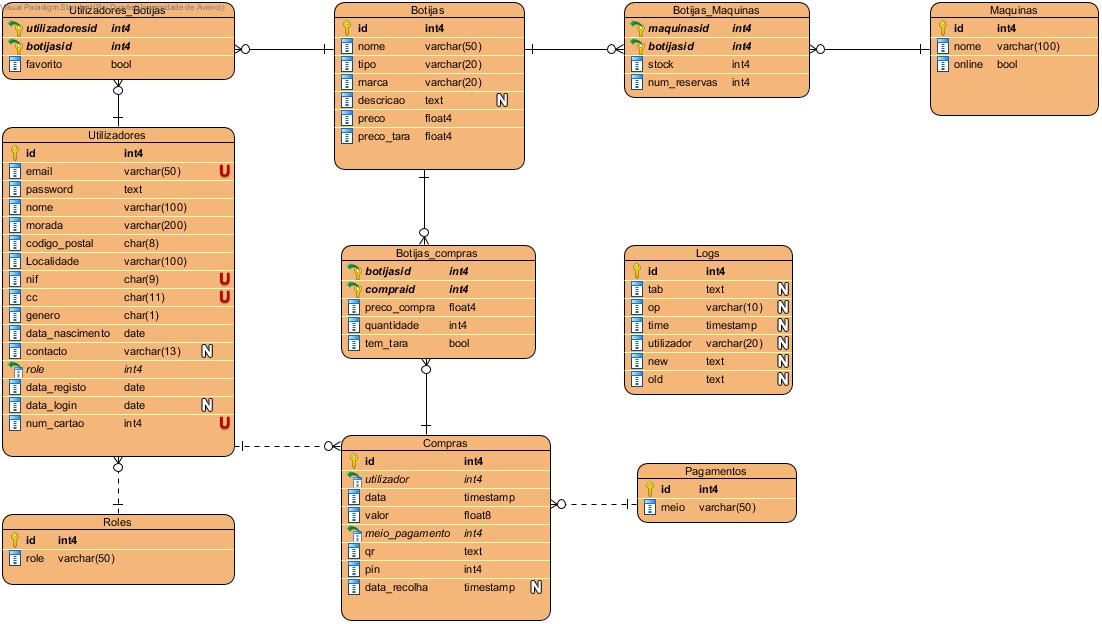 Visual Paradigm Standard(
Universidade de Aveiro))
Utilizadores_Botijas
utilizadoresid int4
botijasid int4
favorito bool
Botijas
id int4
nome varchar(50)
tipo varchar(20)
marca varchar(20)
descricao text N
preco float4
preco_tara float4
Botijas_Maquinas
maquinasid int4
botijasid int4
stock int4
num_reservas int4
Maquinas
id int4
nome varchar(100)
online bool
Utilizadores
id int4
email varchar(50) U
password text
nome varchar(100)
morada varchar(200)
codigo_postal char(8)
Localidade varchar(100)
nif char(9) U
cc char(11) U
genero char(1)
data_nascimento date
contacto varchar(13) N
role int4
data_registo date
data_login date N
num_cartao int4 U
Botijas_compras
botijasid int4
compraid int4
preco_compra float4
quantidade int4
tem_tara bool
Logs
id int4
tab text N
op varchar(10) N
time timestamp N
utilizador varchar(20) N
new text N
old text N
Compras
id int4
utilizador int4
data timestamp
valor float8
meio_pagamento int4
qr text
pin int4
data_recolha timestamp N
Pagamentos
id int4
meio varchar(50)
Roles
id int4
role varchar(50)